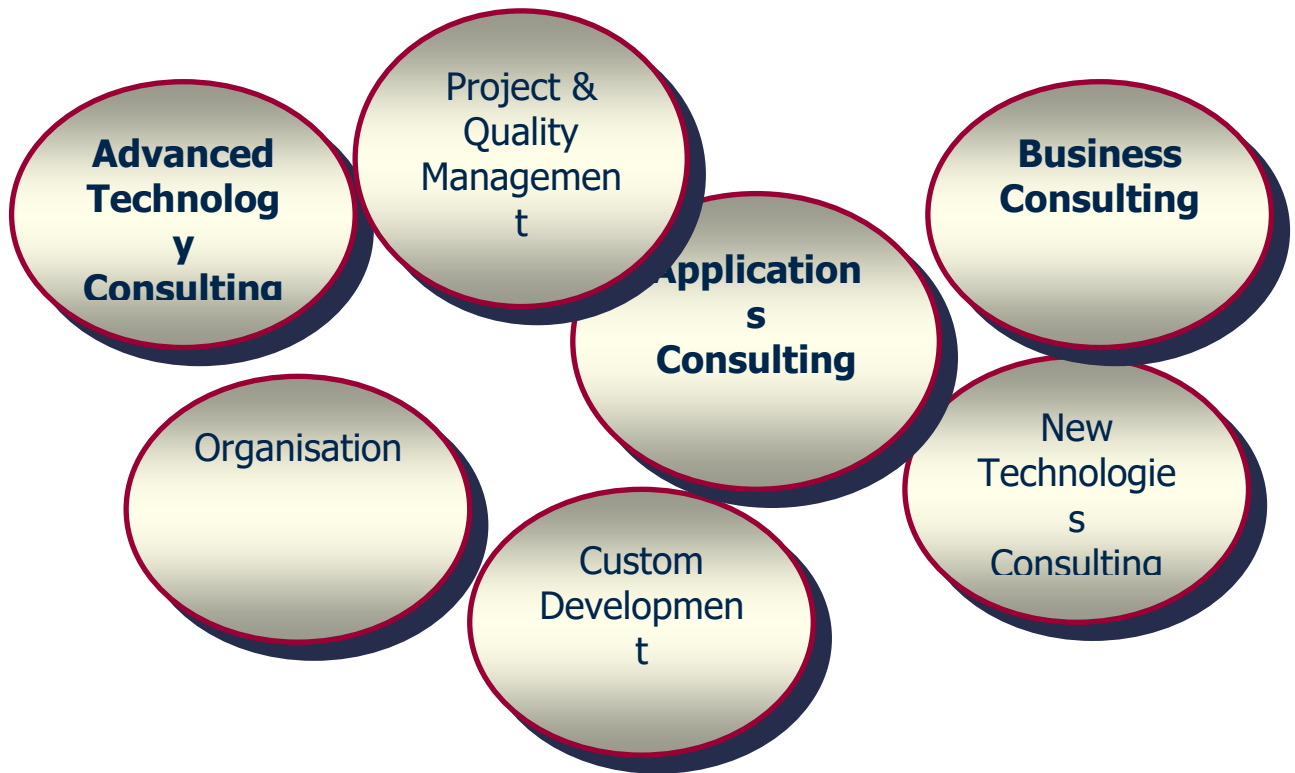 Project &
Quality
Managemen
t
Advanced
Technolog
y
Consulting
Business
Consulting
Application
s
Consulting
Organisation
New
Technologie
s
Consulting
Custom
Developmen
t